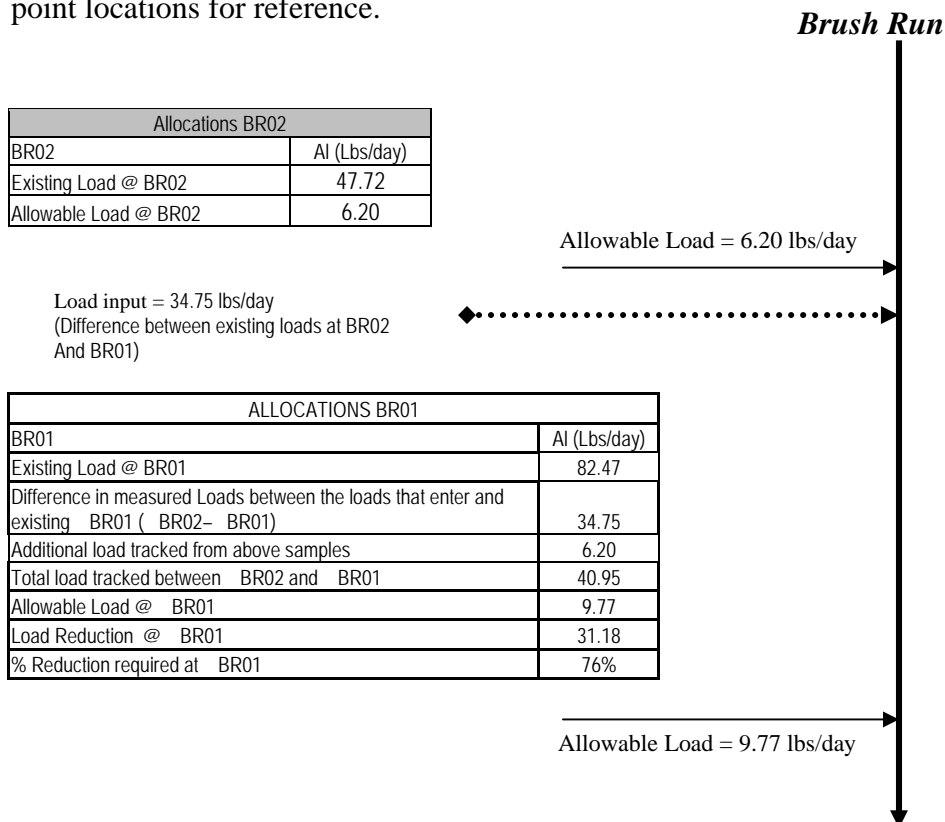 point locations for reference.
Brush Run
Allocations BR02
BR02 Al (Lbs/day)
Existing Load @ BR02 47.72
Allowable Load @ BR02 6.20
Allowable Load = 6.20 lbs/day
Load input = 34.75 lbs/day
(Difference between existing loads at BR02
And BR01)
ALLOCATIONS BR01
BR01 Al (Lbs/day)
Existing Load @ BR01 82.47
Difference in measured Loads between the loads that enter and
existing BR01 ( BR02– BR01) 34.75
Additional load tracked from above samples 6.20
Total load tracked between BR02 and BR01 40.95
Allowable Load @ BR01 9.77
Load Reduction @ BR01 31.18
% Reduction required at BR01 76%
Allowable Load = 9.77 lbs/day